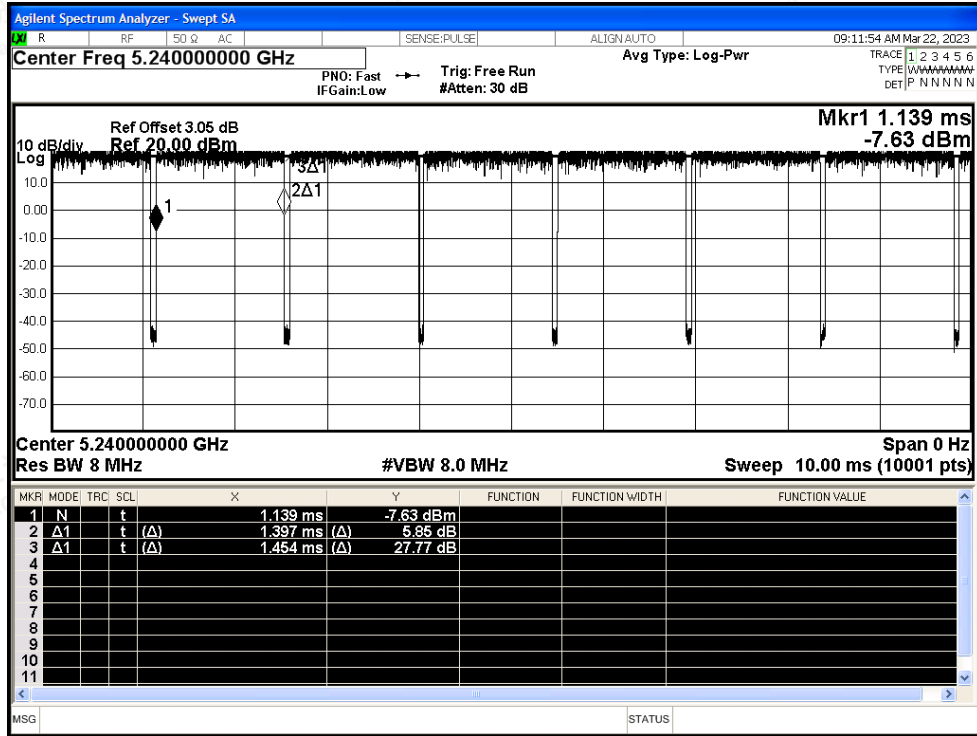 Agilent Spectrum Analyzer - Swept SA
LXI R RF 50 Ω AC SENSE:PULSE ALIGN AUTO 09:11:54 AM Mar 22, 2023
Center Freq 5.240000000 GHz
PNO: Fast
IFGain:Low
Trig: Free Run
#Atten: 30 dB
Avg Type: Log-Pwr
TRACE 1 2 3 4 5 6
TYPE W
DET P N N N N N
Mkr1 1.139 ms
-7.63 dBm
Ref Offset 3.05 dB
10 dB/div Ref 20.00 dBm
Log
3Δ1
2Δ1
1
10.0
0.00
-10.0
-20.0
-30.0
-40.0
-50.0
-60.0
-70.0
Center 5.240000000 GHz Span 0 Hz
Res BW 8 MHz #VBW 8.0 MHz Sweep 10.00 ms (10001 pts)
MKR MODE TRC SCL X Y FUNCTION FUNCTION WIDTH FUNCTION VALUE
1 N t 1.139 ms -7.63 dBm
2 Δ1 t (Δ) 1.397 ms (Δ) 5.85 dB
3 Δ1 t (Δ) 1.454 ms (Δ) 27.77 dB
4
5
6
7
8
9
10
11
MSG STATUS